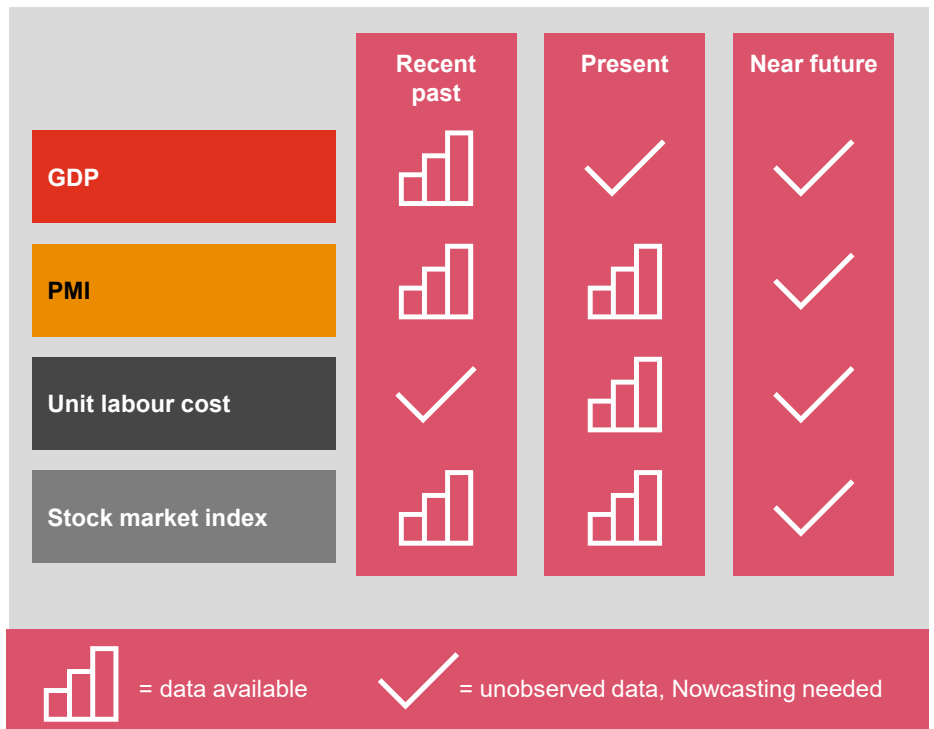 Recent
past
Present
Near future
GDP
PMI
Unit labour cost
Stock market index
= data available
= unobserved data, Nowcasting needed